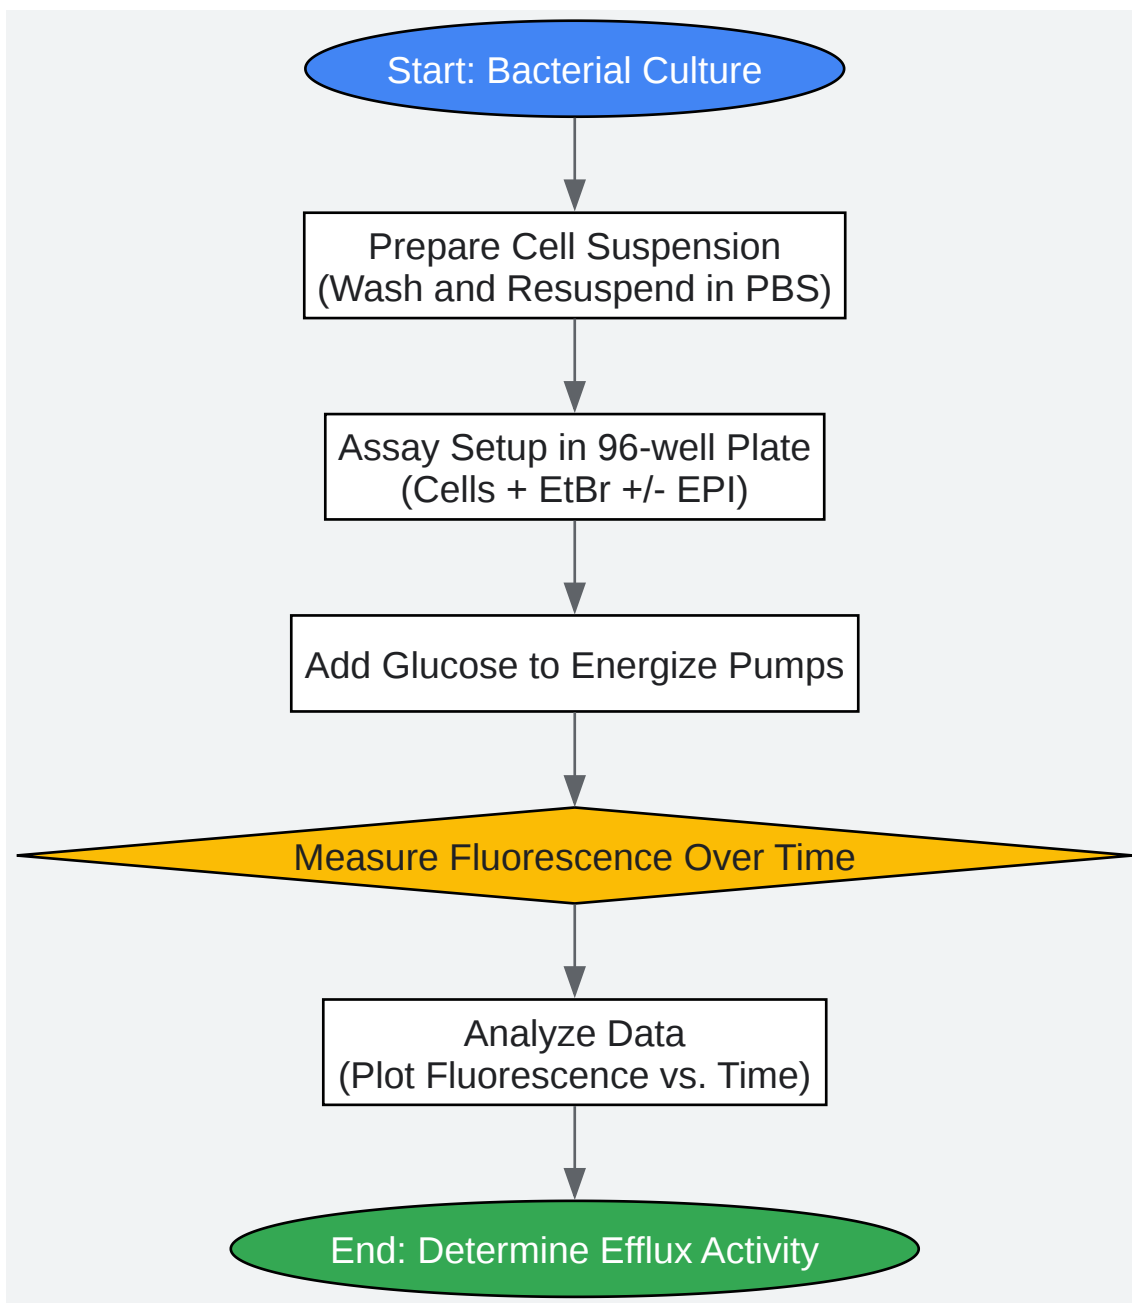 Start: Bacterial Culture
Prepare Cell Suspension
(Wash and Resuspend in PBS)
Assay Setup in 96-well Plate
(Cells + EtBr +/- EPI)
Add Glucose to Energize Pumps
Measure Fluorescence Over Time
Analyze Data
(Plot Fluorescence vs. Time)
End: Determine Efflux Activity